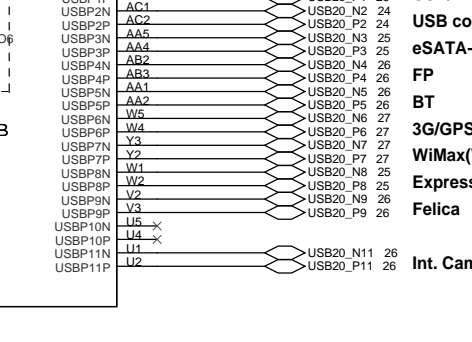 USBP2N AC1 USB20_N2 24
USBP2P AC2 USB20_P2 24 USB co
USBP3N AA5 USB20_N3 25
USBP3P AA4 USB20_P3 25 eSATA-
USBP4N AB2 USB20_N4 26
USBP4P AB3 USB20_P4 26 FP
USBP5N AA1 USB20_N5 26
USBP5P AA2 USB20_P5 26 BT
USBP6N W5 USB20_N6 27
USBP6P W4 USB20_P6 27 3G/GPS
USBP7N Y3 USB20_N7 27
USBP7P Y2 USB20_P7 27 WiMax(
USBP8N W1 USB20_N8 25
USBP8P W2 USB20_P8 25 Express
USBP9N V2 USB20_N9 26
USBP9P V3 USB20_P9 26 Felica
USBP10N U5
USBP10P U4
USBP11N U1 USB20_N11 26
USBP11P U2 USB20_P11 26 Int. Cam